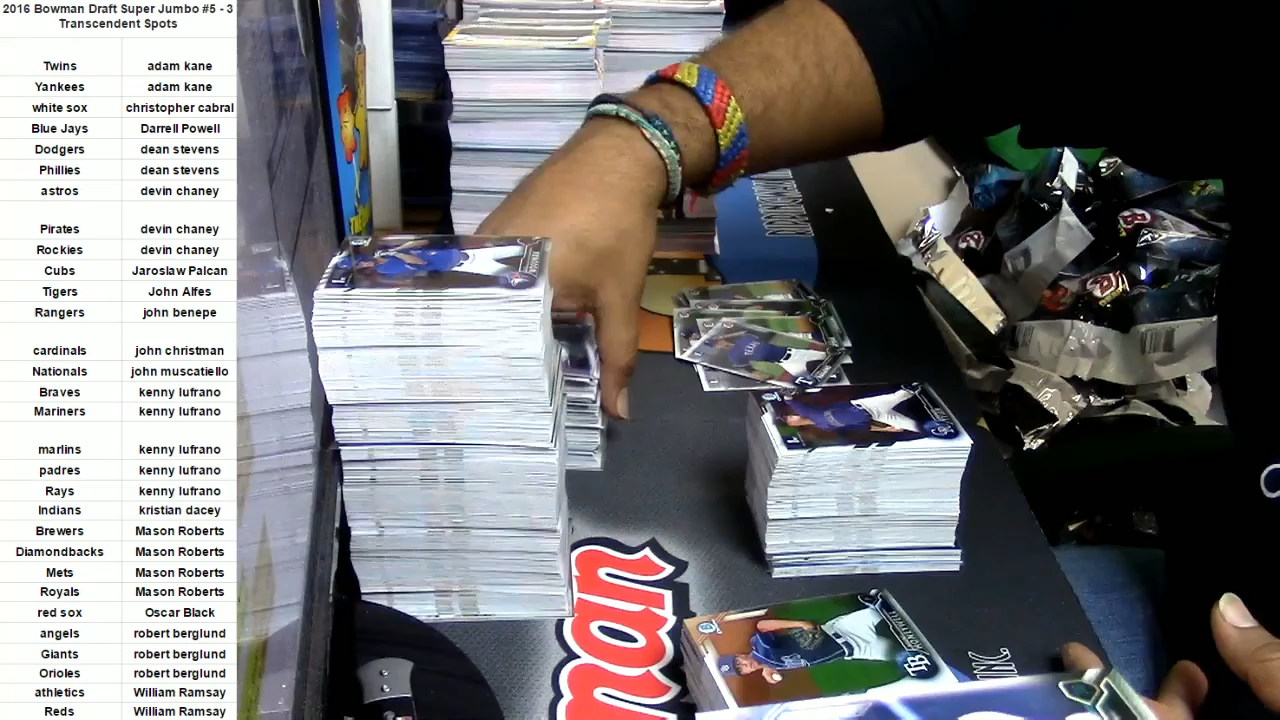 2016 Bowman Draft Super Jumbo #5 - 3
Transcendent Spots
Twins adam kane
Yankees adam kane
white sox christopher cabral
Blue Jays Darrell Powell
Dodgers dean stevens
Phillies dean stevens
astros devin chaney
Pirates devin chaney
Rockies devin chaney
Cubs Jaroslaw Palcan
Tigers John Alfes
Rangers john benepe
cardinals john christman
Nationals john muscatiello
Braves kenny lufrano
Mariners kenny lufrano
marlins kenny lufrano
padres kenny lufrano
Rays kenny lufrano
Indians kristian dacey
Brewers Mason Roberts
Diamondbacks Mason Roberts
Mets Mason Roberts
Royals Mason Roberts
red sox Oscar Black
angels robert berglund
Giants robert berglund
Orioles robert berglund
athletics William Ramsay
Reds William Ramsay
TB
HONEYWELL